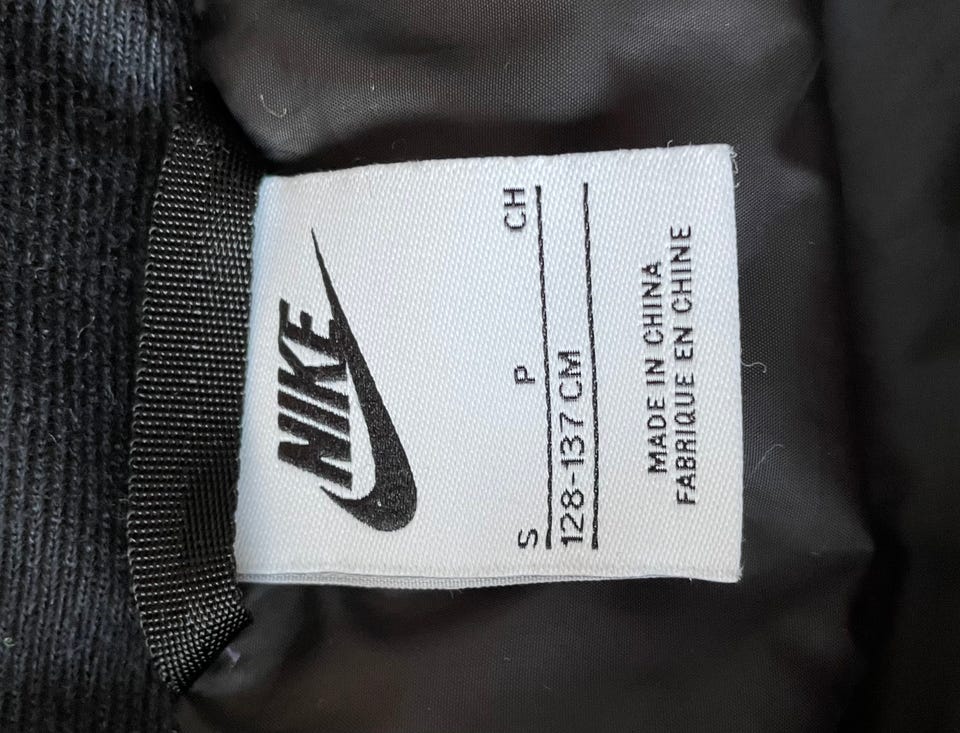 NIKE
S P CH
128-137 CM
MADE IN CHINA
FABRIQUE EN CHINE